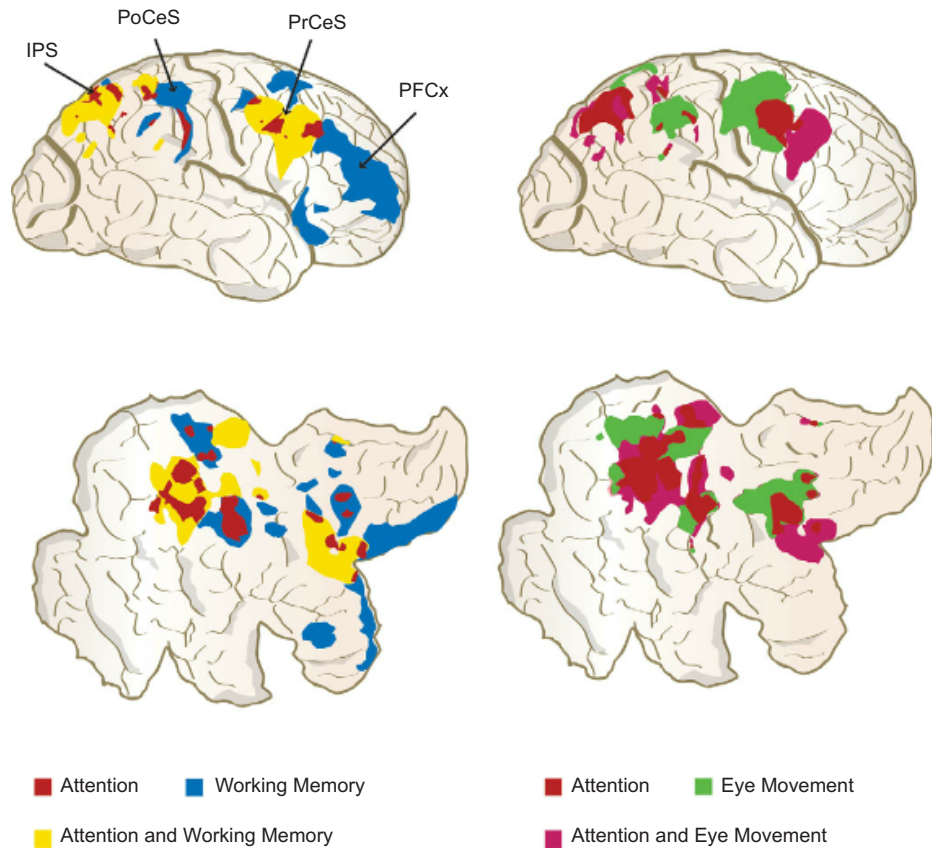 IPS
PoCeS
PrCeS
PFCx
Attention
Working Memory
Attention and Working Memory
Attention
Eye Movement
Attention and Eye Movement